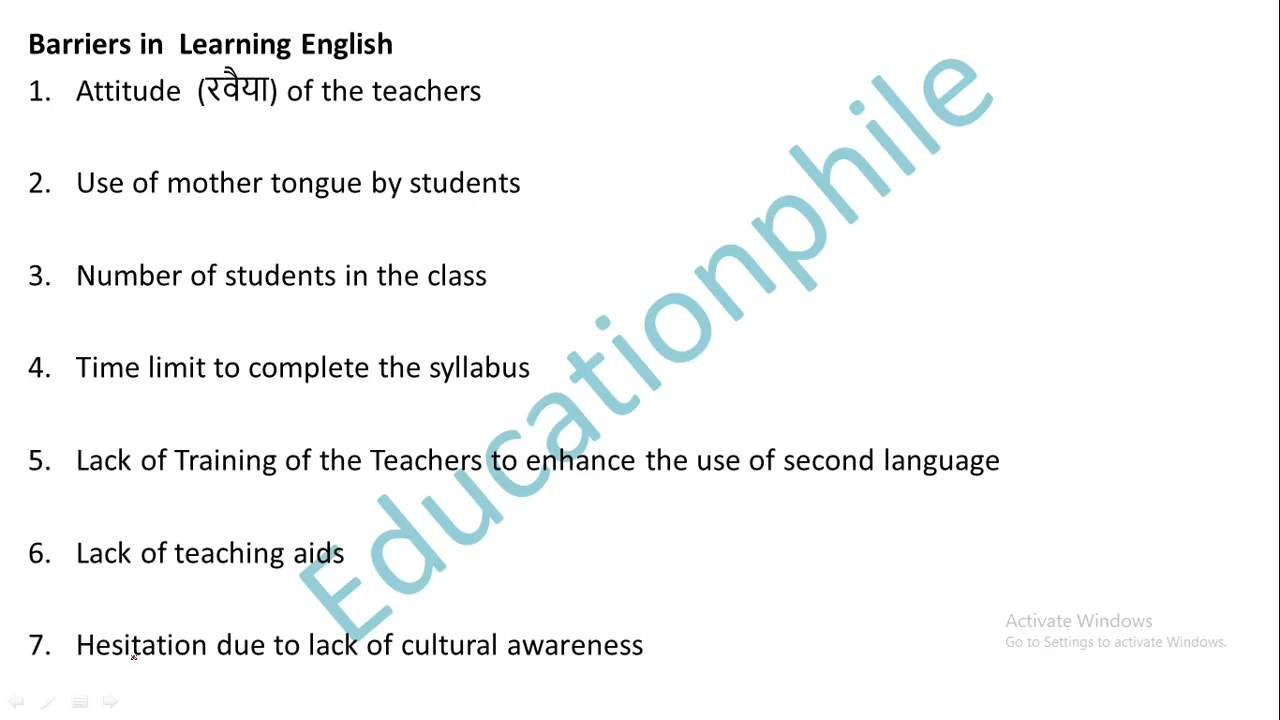 Barriers in Learning English
1. Attitude (रवैया) of the teachers
2. Use of mother tongue by students
3. Number of students in the class
4. Time limit to complete the syllabus
5. Lack of Training of the Teachers to enhance the use of second language
6. Lack of teaching aids
7. Hesitation due to lack of cultural awareness
Educationphile
Activate Windows
Go to Settings to activate Windows.